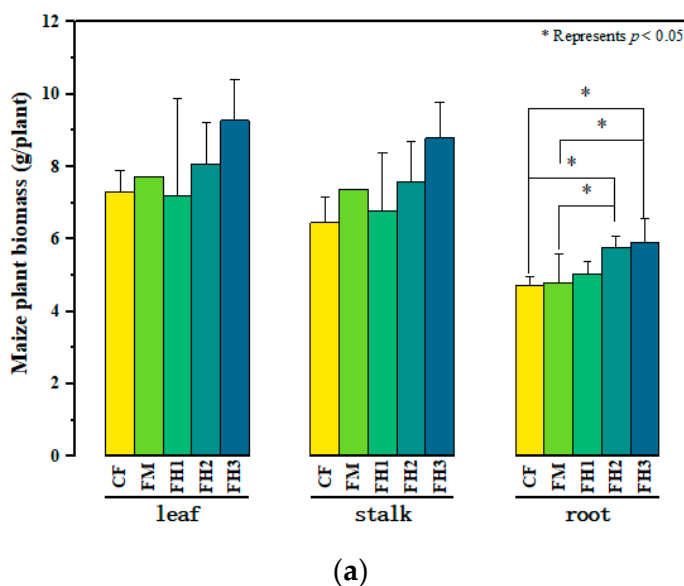 * Represents p < 0.05
*
*
*
*
Maize plant biomass (g/plant)
12
10
8
6
4
2
0
CF FM FH1 FH2 FH3 CF FM FH1 FH2 FH3 CF FM FH1 FH2 FH3
leaf stalk root
(a)